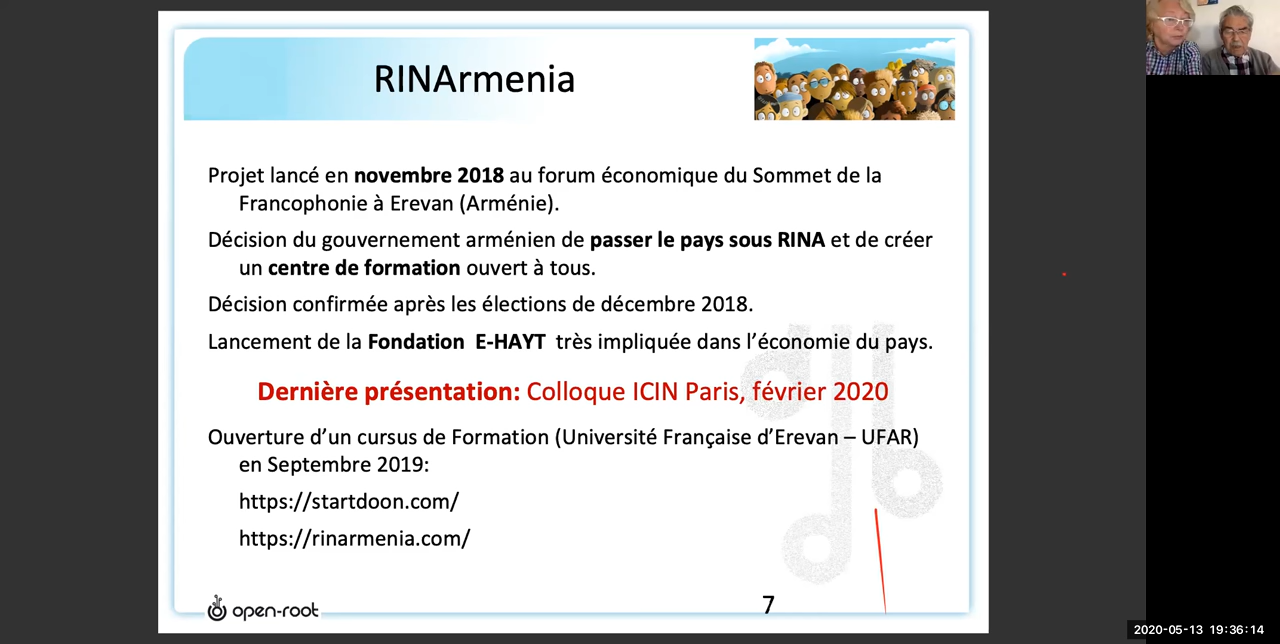 RINArmenia
Projet lancé en novembre 2018 au forum économique du Sommet de la
Francophonie à Erevan (Arménie).
Décision du gouvernement arménien de passer le pays sous RINA et de créer
un centre de formation ouvert à tous.
Décision confirmée après les élections de décembre 2018.
Lancement de la Fondation E-HAYT très impliquée dans l’économie du pays.
Dernière présentation: Colloque ICIN Paris, février 2020
Ouverture d’un cursus de Formation (Université Française d’Erevan – UFAR)
en Septembre 2019:
https://startdoon.com/
https://rinarmenia.com/
open-root
7
2020-05-13 19:36:14